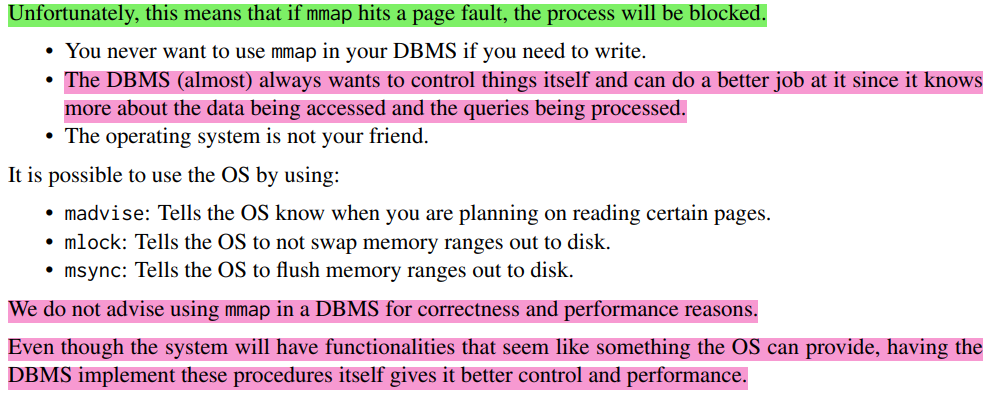 Unfortunately, this means that if mmap hits a page fault, the process will be blocked.
• You never want to use mmap in your DBMS if you need to write.
• The DBMS (almost) always wants to control things itself and can do a better job at it since it knows
more about the data being accessed and the queries being processed.
• The operating system is not your friend.
It is possible to use the OS by using:
• madvise: Tells the OS know when you are planning on reading certain pages.
• mlock: Tells the OS to not swap memory ranges out to disk.
• msync: Tells the OS to flush memory ranges out to disk.
We do not advise using mmap in a DBMS for correctness and performance reasons.
Even though the system will have functionalities that seem like something the OS can provide, having the
DBMS implement these procedures itself gives it better control and performance.